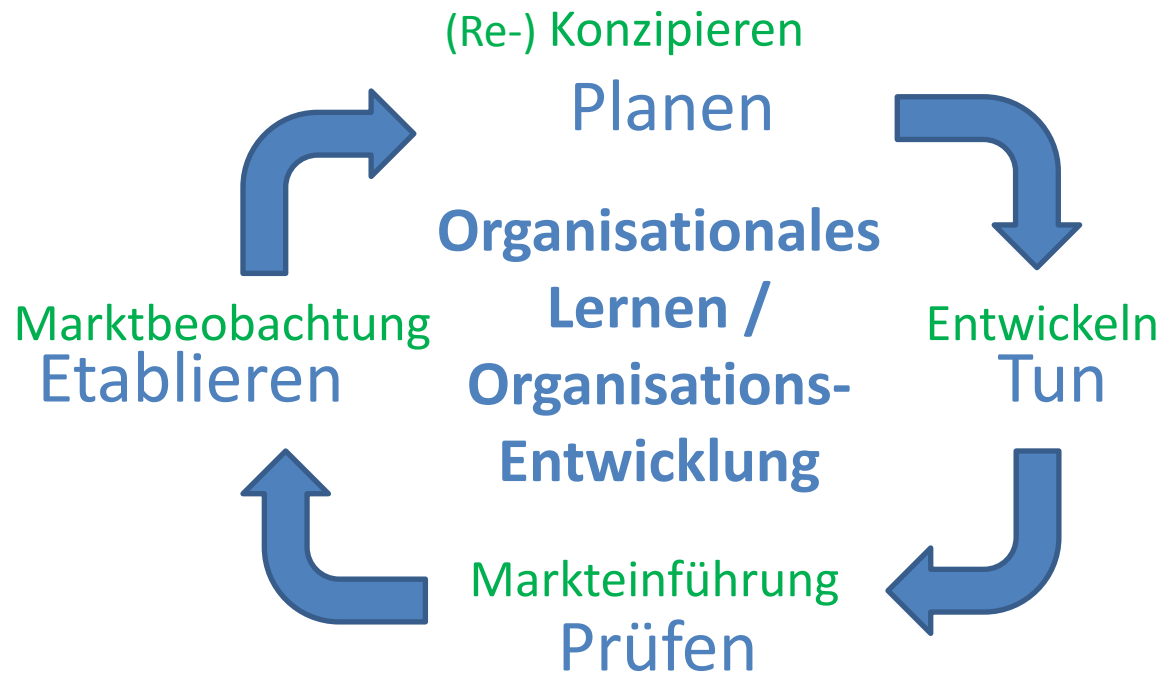 (Re-) Konzipieren
Planen
Organisationales
Lernen /
Organisations-
Entwicklung
Marktbeobachtung
Etablieren
Entwickeln
Tun
Markteinführung
Prüfen